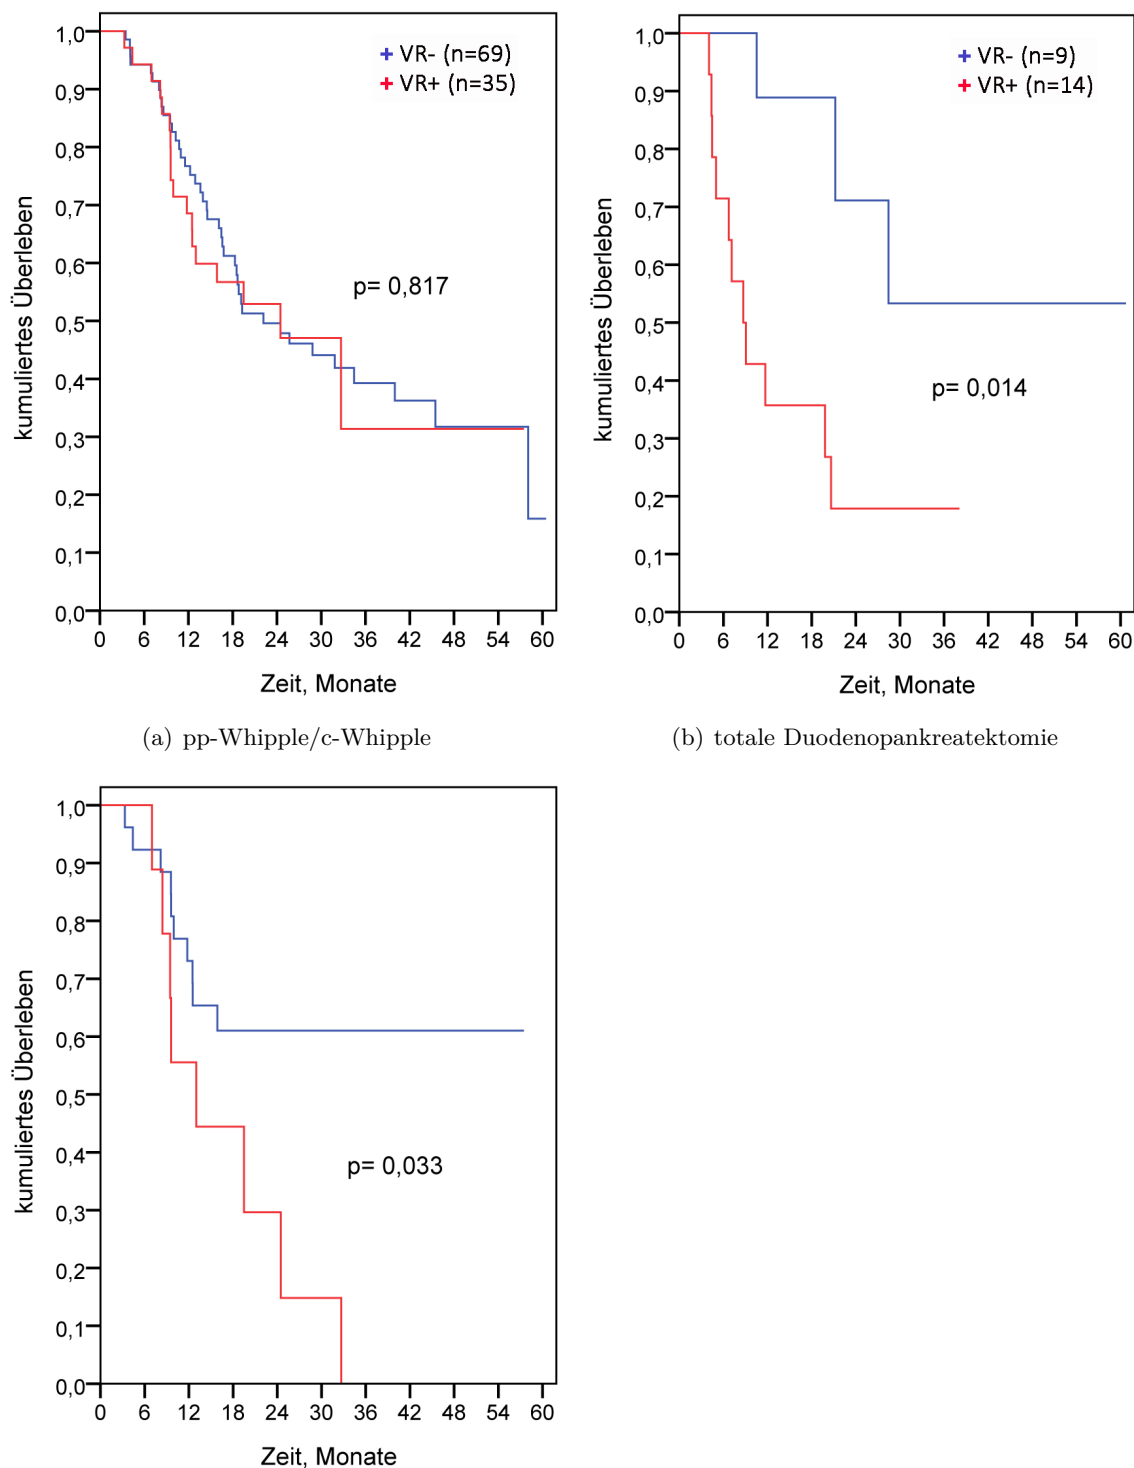 1,0
0,9
0,8
0,7
0,6
0,5
0,4
0,3
0,2
0,1
0,0
kumuliertes Überleben
VR- (n=69)
VR+ (n=35)
p= 0,817
0 6 12 18 24 30 36 42 48 54 60
Zeit, Monate
(a) pp-Whipple/c-Whipple
1,0
0,9
0,8
0,7
0,6
0,5
0,4
0,3
0,2
0,1
0,0
kumuliertes Überleben
VR- (n=9)
VR+ (n=14)
p= 0,014
0 6 12 18 24 30 36 42 48 54 60
Zeit, Monate
(b) totale Duodenopankreatektomie
1,0
0,9
0,8
0,7
0,6
0,5
0,4
0,3
0,2
0,1
0,0
kumuliertes Überleben
p= 0,033
0 6 12 18 24 30 36 42 48 54 60
Zeit, Monate